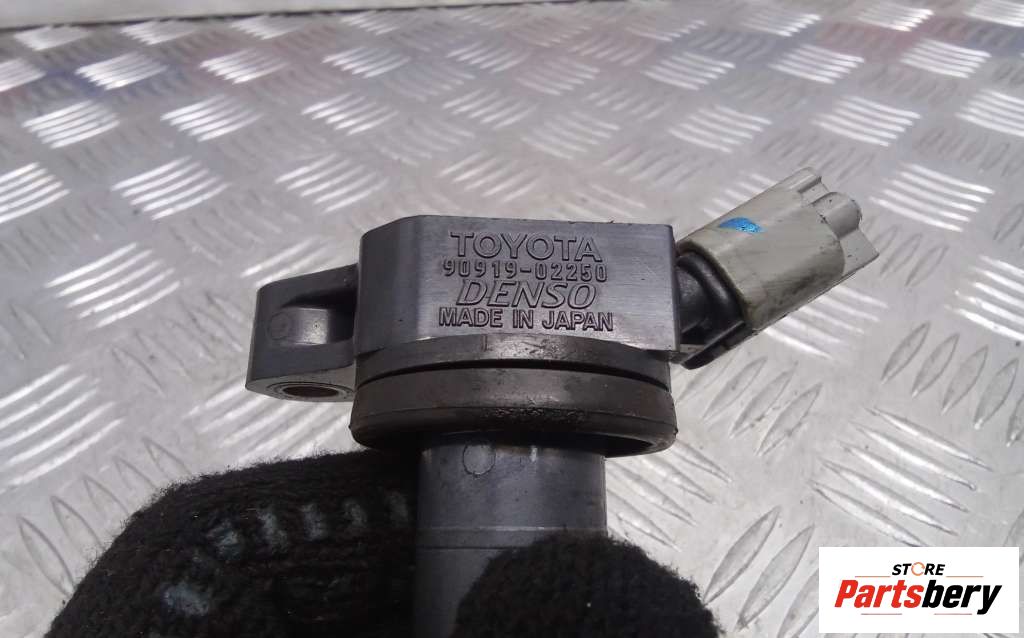 TOYOTA
90919-02250
DENSO
MADE IN JAPAN
STORE
Partsbery